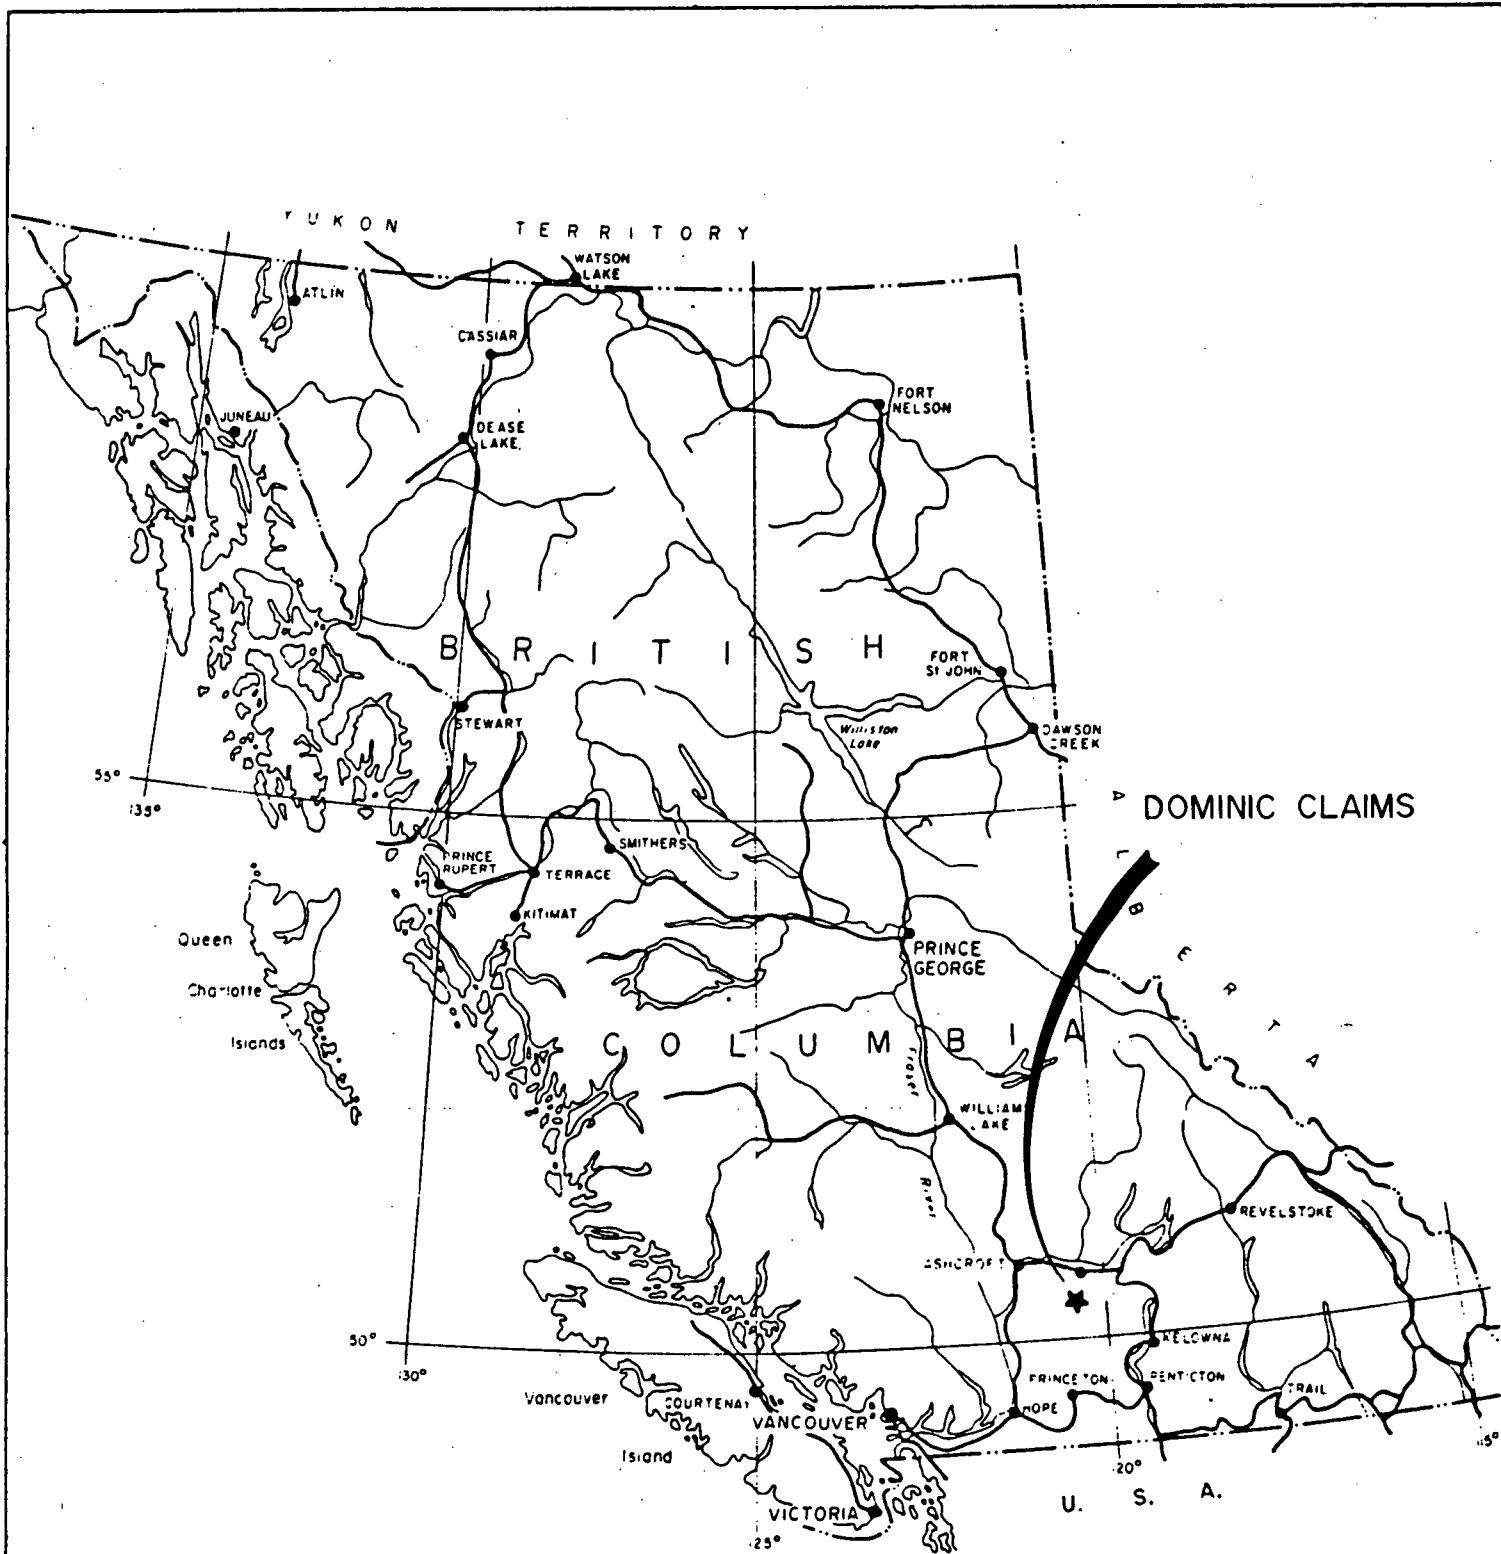 YUKON TERRITORY
WATSON
LAKE
ATLIN
CASSIAR
FORT
NELSON
JUNEAU
DEASE
LAKE
BRITISH
FORT
St JOHN
STEWART
Williston
Lake
DAWSON
CREEK
55°
135°
ALBERTA
DOMINIC CLAIMS
PRINCE
RUPERT
SMITHERS
TERRACE
KITIMAT
Queen
Charlotte
Islands
PRINCE
GEORGE
COLUMBIA
Fraser
River
WILLIAM
LAKE
REVELSTOKE
ASHCROFT
50°
130°
KELOWNA
PRINCETON
PENTICTON
TRAIL
Vancouver
Island
COURTENAY
VANCOUVER
HOPE
120°
115°
U. S. A.
VICTORIA
125°